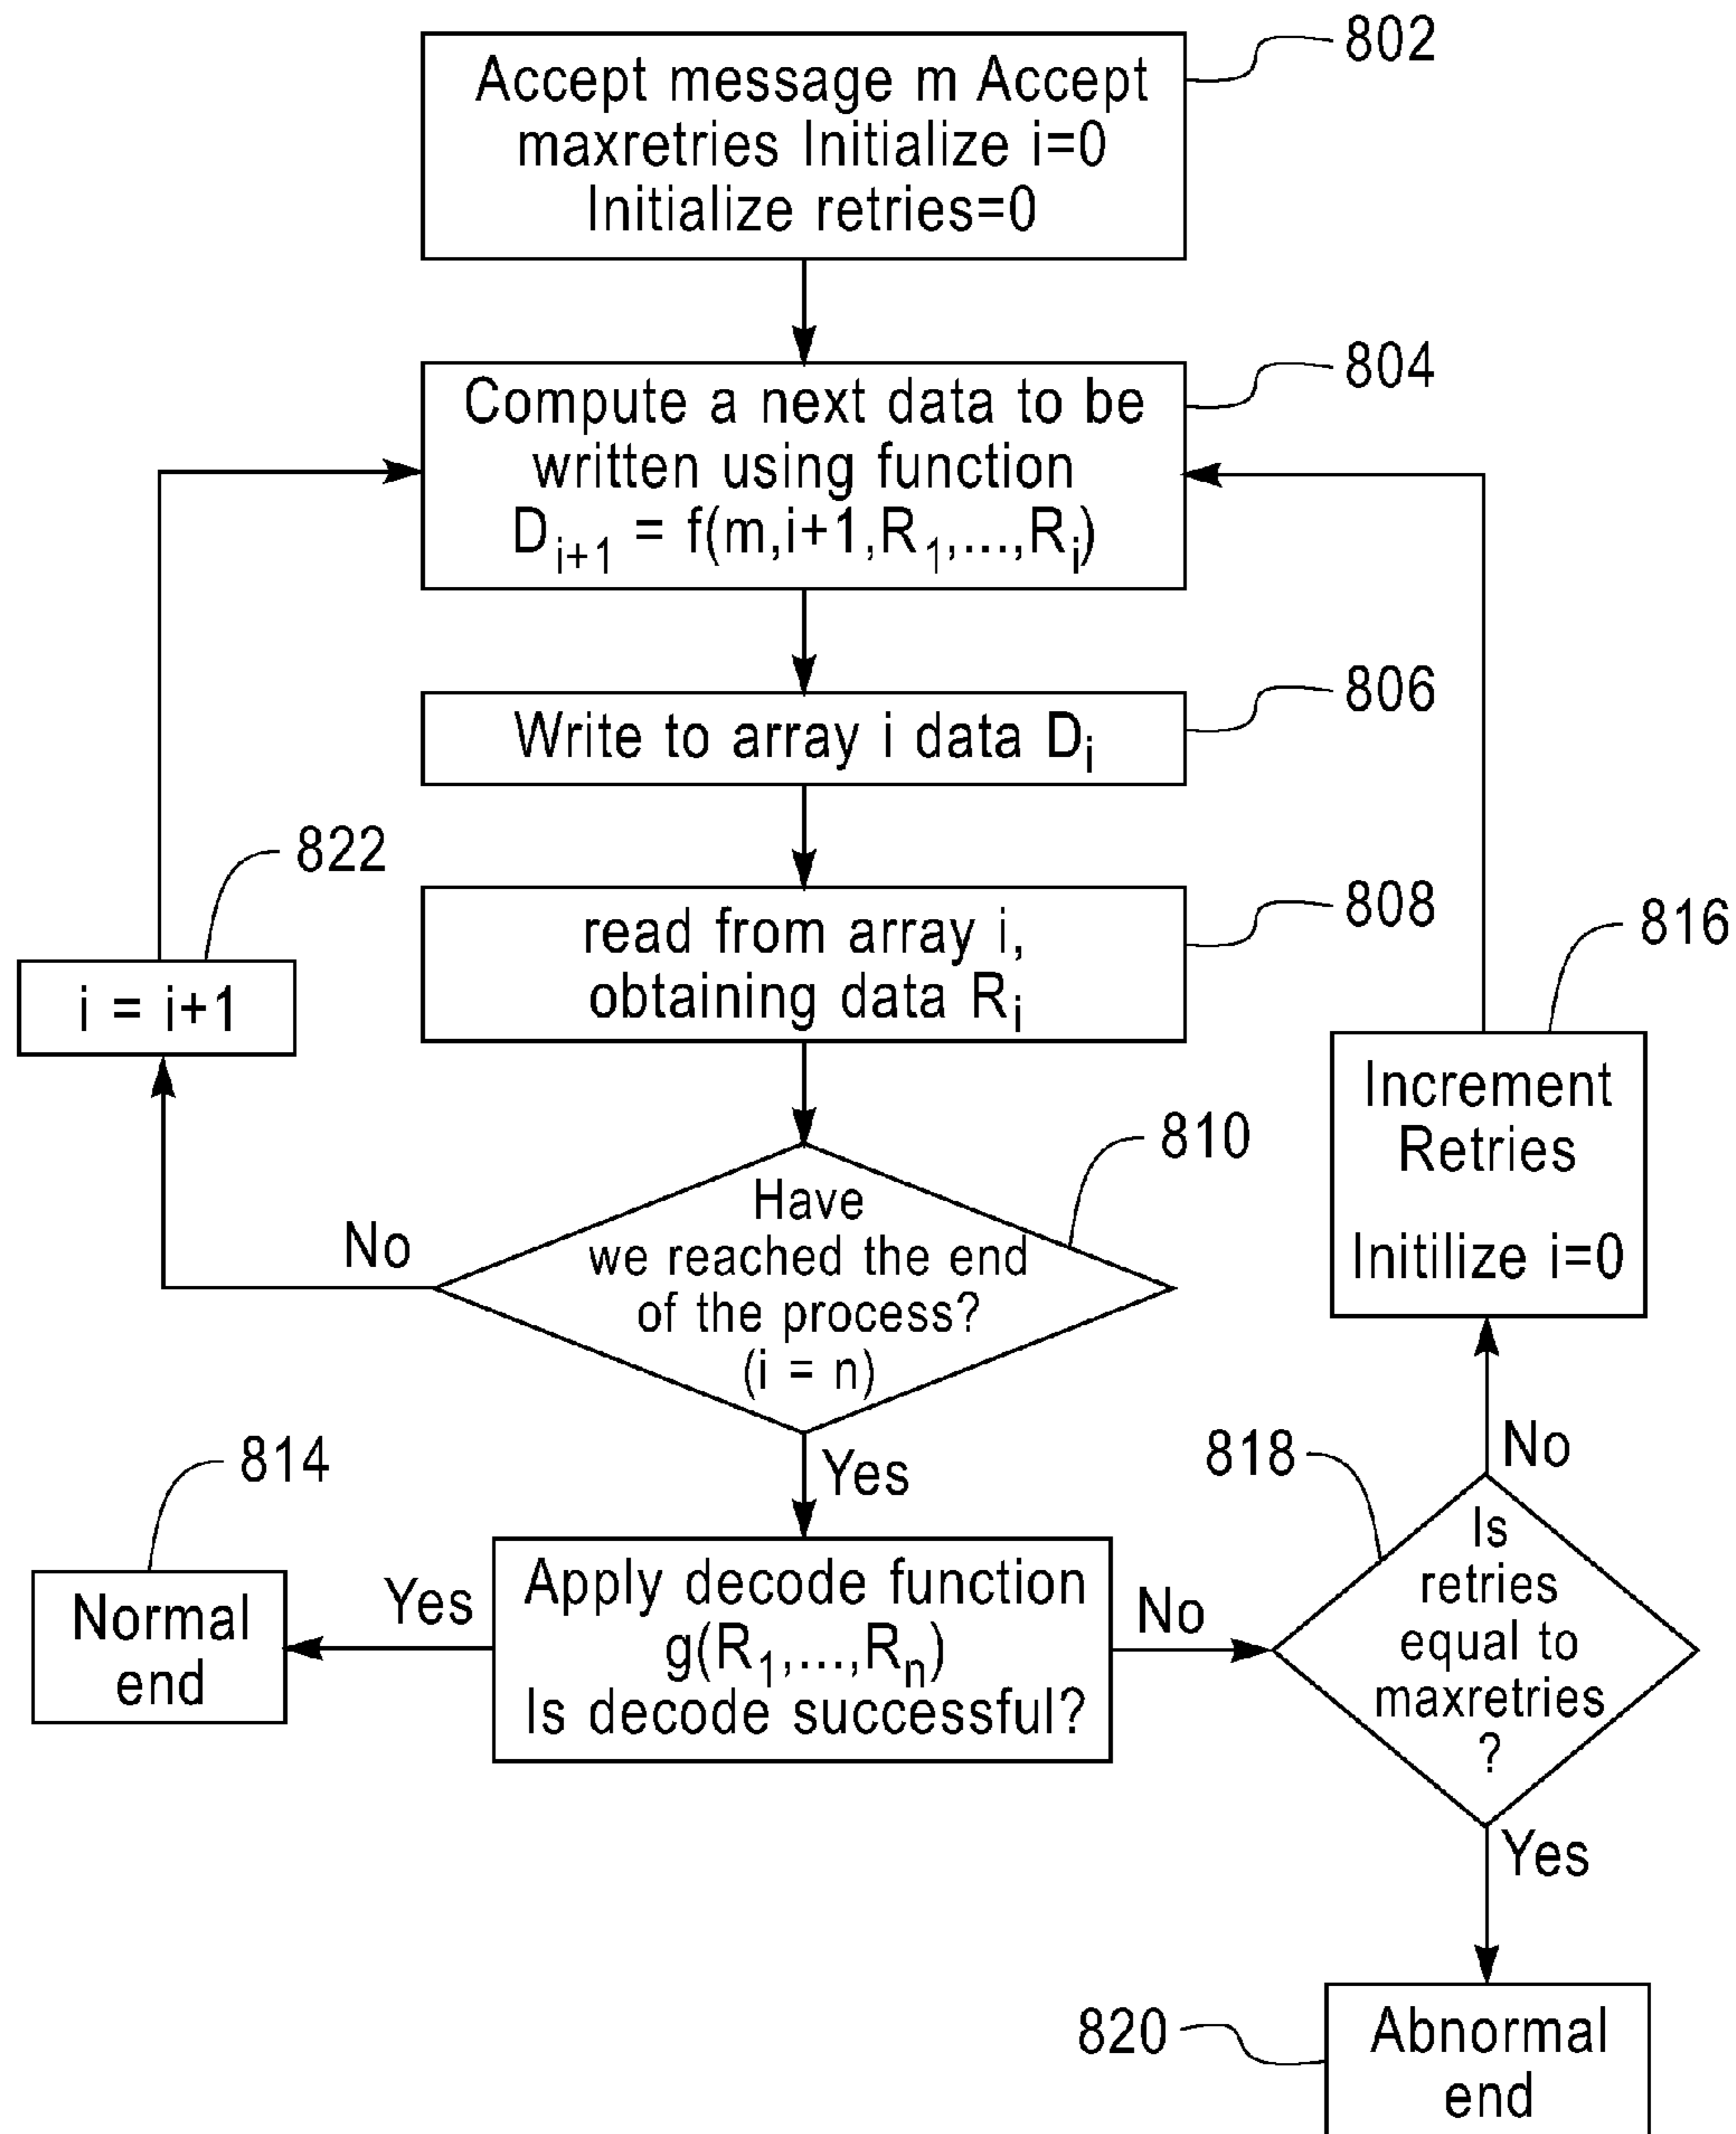 802
Accept message m Accept
maxretries Initialize i=0
Initialize retries=0
804
Compute a next data to be
written using function
D_{i+1} = f(m,i+1,R_1,...,R_i)
806
Write to array i data D_i
822
808
read from array i,
obtaining data R_i
816
i = i+1
Increment
Retries
Initilize i=0
810
Have
we reached the end
of the process?
(i = n)
No
Yes
814
Normal
end
Yes
Apply decode function
g(R_1,...,R_n)
Is decode successful?
No
818
No
Is
retries
equal to
maxretries
?
Yes
820
Abnormal
end